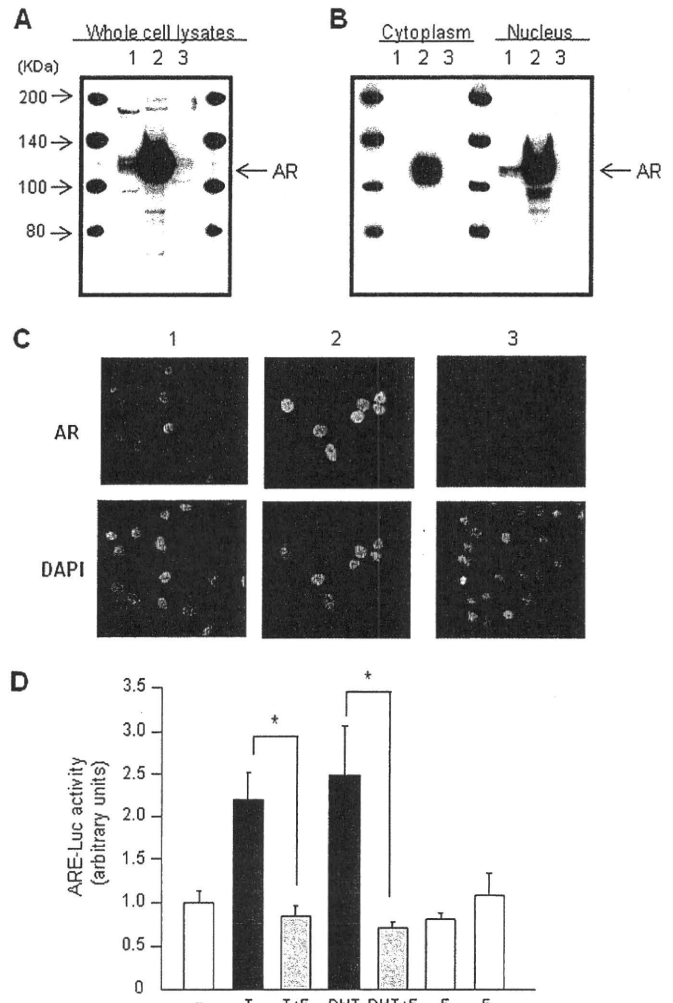 A
Whole cell lysates
1 2 3
(KDa)
200
140
100
80
AR
B
Cytoplasm Nucleus
1 2 3 1 2 3
AR
C
1 2 3
AR
DAPI
D
ARE-Luc activity
(arbitrary units)
3.5
3.0
2.5
2.0
1.5
1.0
0.5
0
* *
T DHT